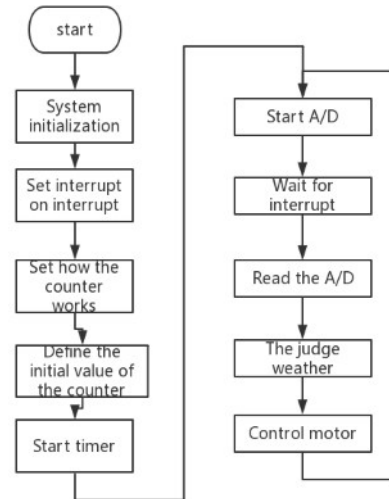 start
System
initialization
Set interrupt
on interrupt
Set how the
counter
works
Define the
initial value of
the counter
Start timer
Start A/D
Wait for
interrupt
Read the A/D
The judge
weather
Control motor